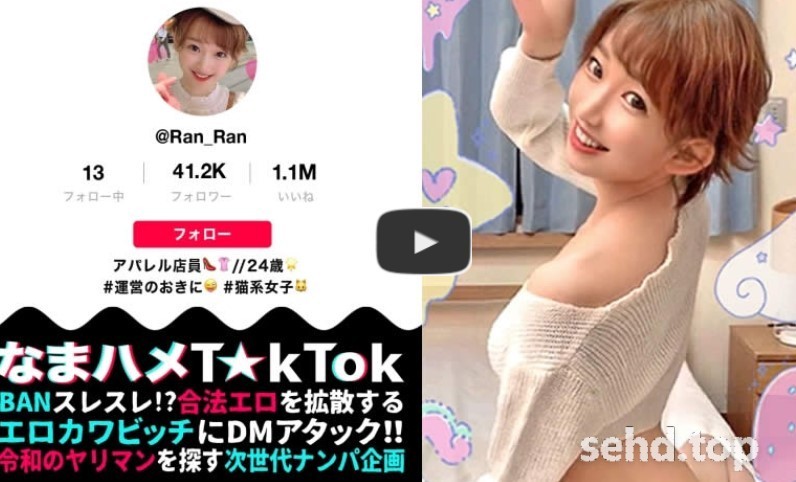 @Ran_Ran
13 41.2K 1.1M
フォロー中 フォロワー いいね
フォロー
アパレル店員👠👚//24歳🌟
#運営のおきに😜 #猫系女子🐱
なまハメT★kTok
BANスレスレ!?合法エロを拡散する
エロカワビッチにDMアタック!!
令和のヤリマンを探す次世代ナンパ企画
sehd.top